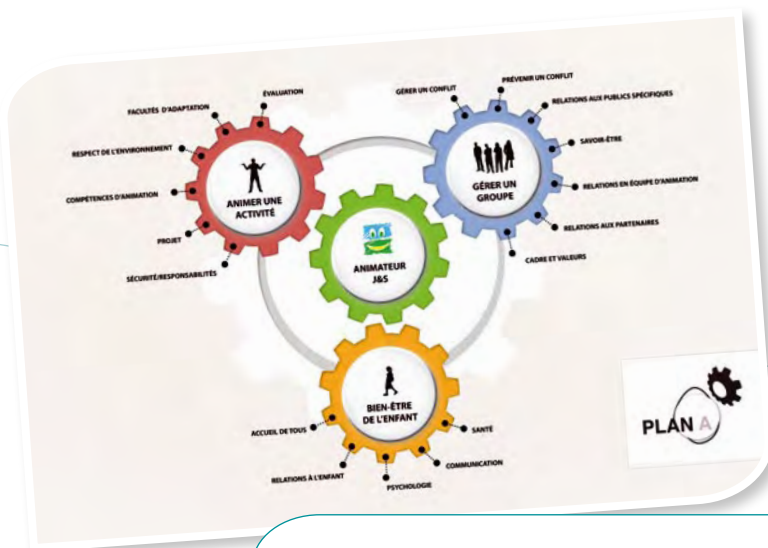 ÉVALUATION
FACULTÉS D'ADAPTATION
RESPECT DE L'ENVIRONNEMENT
COMPÉTENCES D'ANIMATION
PROJET
SÉCURITÉ/RESPONSABILITÉS
ANIMER UNE
ACTIVITÉ
GÉRER UN CONFLIT
PRÉVENIR UN CONFLIT
RELATIONS AUX PUBLICS SPÉCIFIQUES
SAVOIR-ÊTRE
RELATIONS EN ÉQUIPE D'ANIMATION
RELATIONS AUX PARTENAIRES
CADRE ET VALEURS
GÉRER UN
GROUPE
ANIMATEUR
J&S
BIEN-ÊTRE
DE L'ENFANT
ACCUEIL DE TOUS
RELATIONS À L'ENFANT
PSYCHOLOGIE
COMMUNICATION
SANTÉ
PLAN A